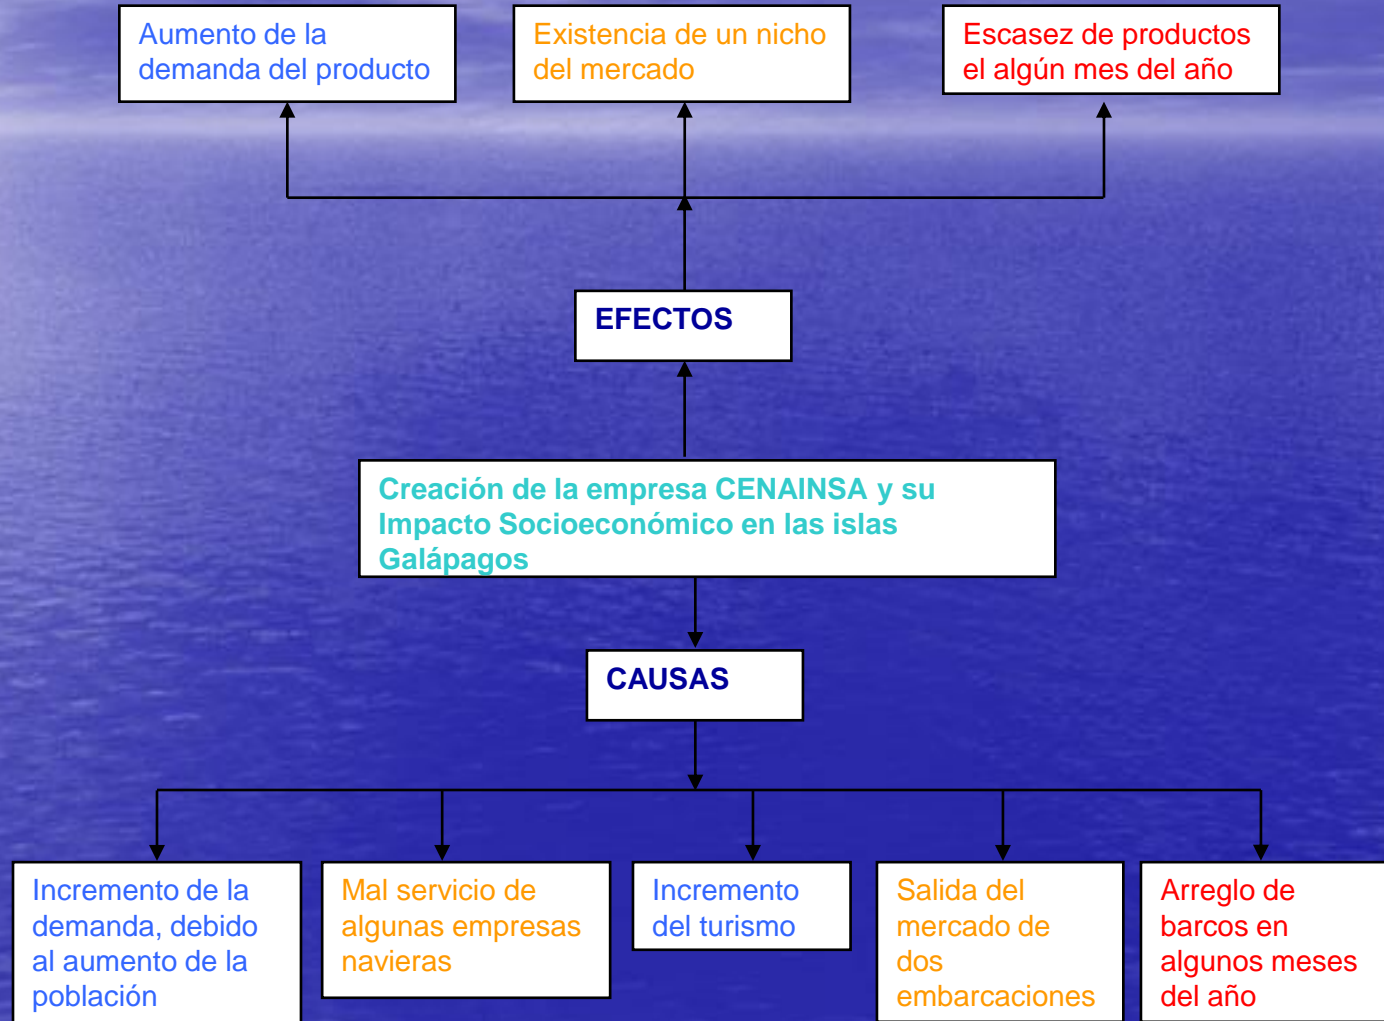 Aumento de la
demanda del producto
Existencia de un nicho
del mercado
Escasez de productos
el algún mes del año
EFECTOS
Creación de la empresa CENAINSA y su
Impacto Socioeconómico en las islas
Galápagos
CAUSAS
Incremento de la
demanda, debido
al aumento de la
población
Mal servicio de
algunas empresas
navieras
Incremento
del turismo
Salida del
mercado de
dos
embarcaciones
Arreglo de
barcos en
algunos meses
del año